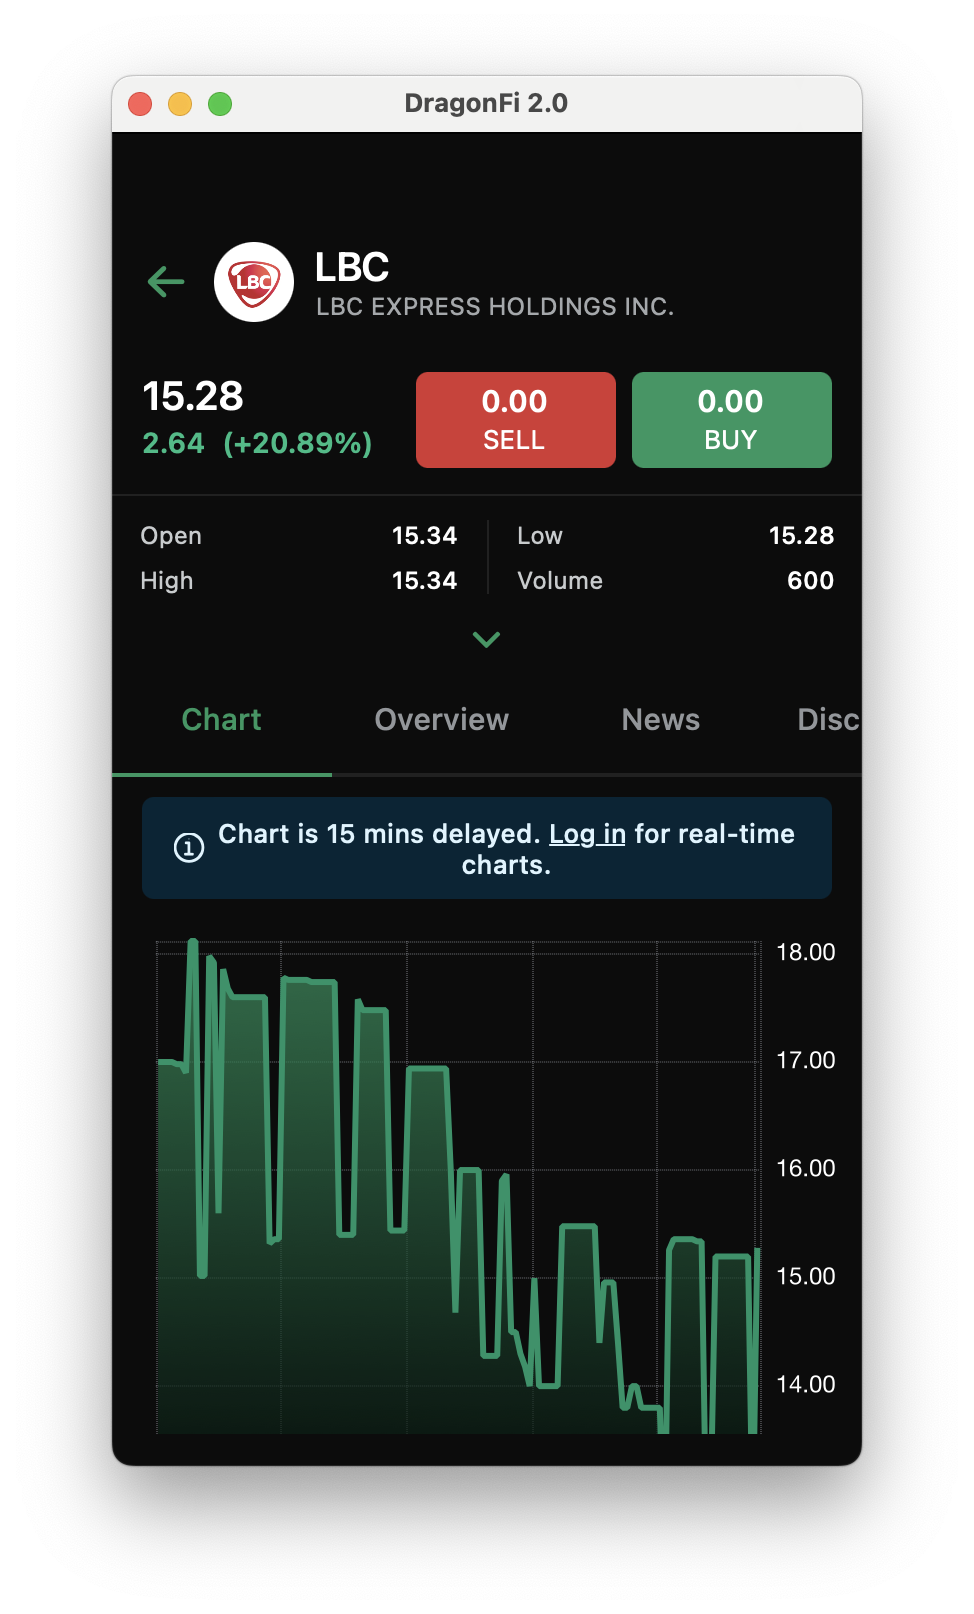 DragonFi 2.0
LBC
LBC
LBC EXPRESS HOLDINGS INC.
15.28
2.64 (+20.89%)
0.00
SELL
0.00
BUY
Open 15.34
Low 15.28
High 15.34
Volume 600
Chart Overview News Disc
Chart is 15 mins delayed. Log in for real-time
charts.
18.00
17.00
16.00
15.00
14.00